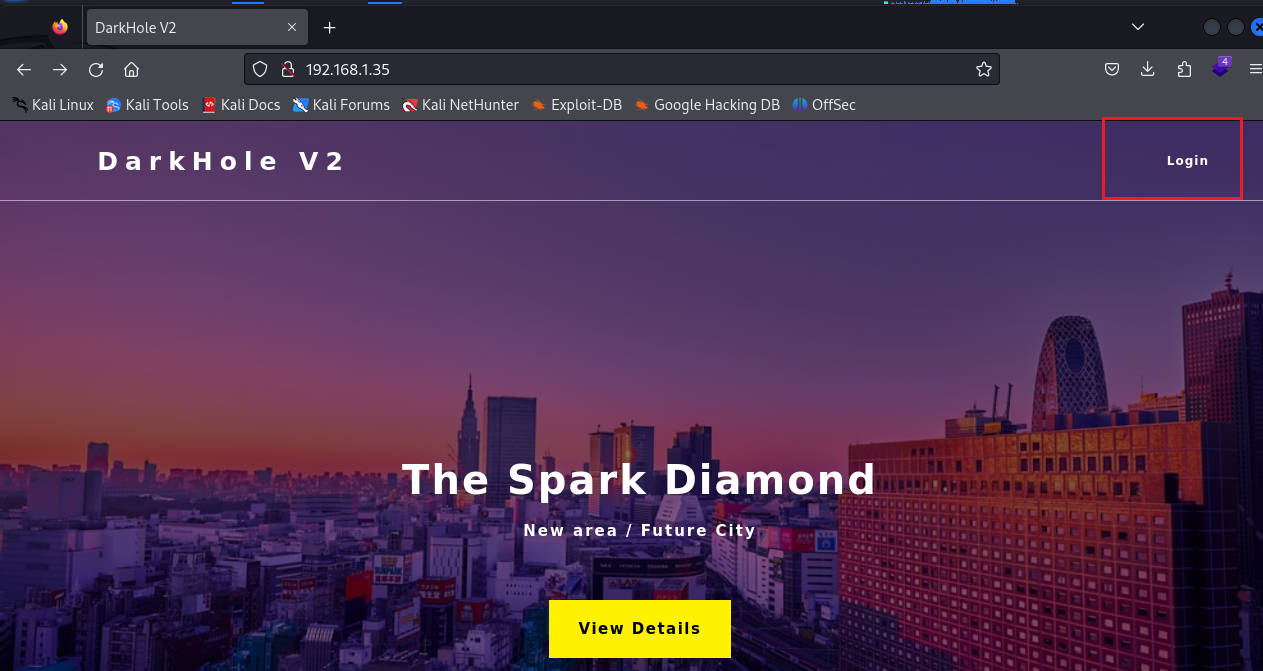 DarkHole V2
192.168.1.35
4
Kali Linux Kali Tools Kali Docs Kali Forums Kali NetHunter Exploit-DB Google Hacking DB OffSec
DarkHole V2
Login
The Spark Diamond
New area / Future City
View Details